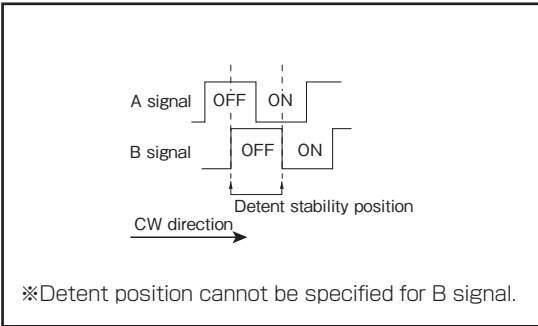 A signal OFF ON
B signal OFF ON
Detent stability position
CW direction
※Detent position cannot be specified for B signal.